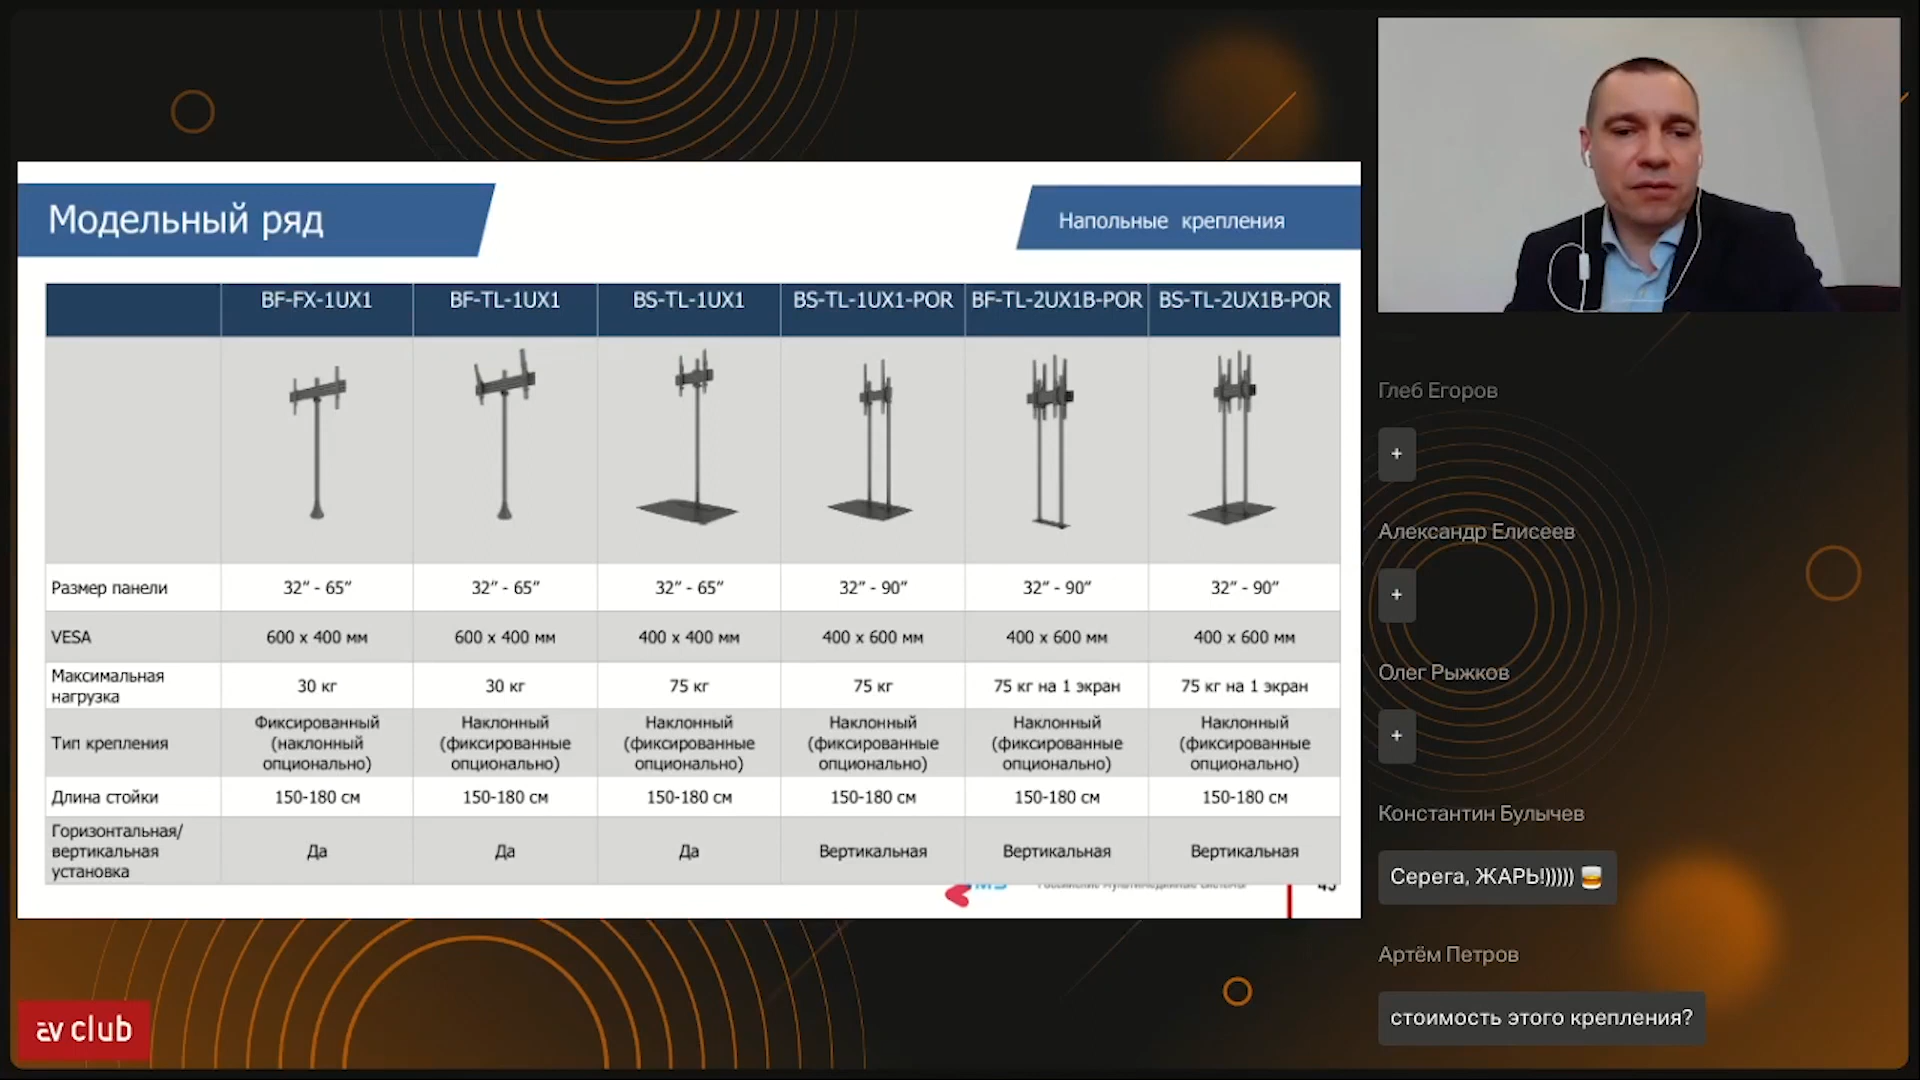 Модельный ряд
Напольные крепления
BF-FX-1UX1 BF-TL-1UX1 BS-TL-1UX1 BS-TL-1UX1-POR BF-TL-2UX1B-POR BS-TL-2UX1B-POR
Размер панели 32” - 65” 32” - 65” 32” - 65” 32” - 90” 32” - 90” 32” - 90”
VESA 600 x 400 мм 600 x 400 мм 400 x 400 мм 400 x 600 мм 400 x 600 мм 400 x 600 мм
Максимальная
нагрузка
30 кг 30 кг 75 кг 75 кг 75 кг на 1 экран 75 кг на 1 экран
Тип крепления
Фиксированный
(наклонный
опционально)
Наклонный
(фиксированные
опционально)
Наклонный
(фиксированные
опционально)
Наклонный
(фиксированные
опционально)
Наклонный
(фиксированные
опционально)
Наклонный
(фиксированные
опционально)
Длина стойки 150-180 см 150-180 см 150-180 см 150-180 см 150-180 см 150-180 см
Горизонтальная/
вертикальная
установка
Да Да Да Вертикальная Вертикальная Вертикальная
av club
Глеб Егоров
+
Александр Елисеев
+
Олег Рыжков
+
Константин Булычев
Серега, ЖАРЬ!))))) 🥃
Артём Петров
стоимость этого крепления?